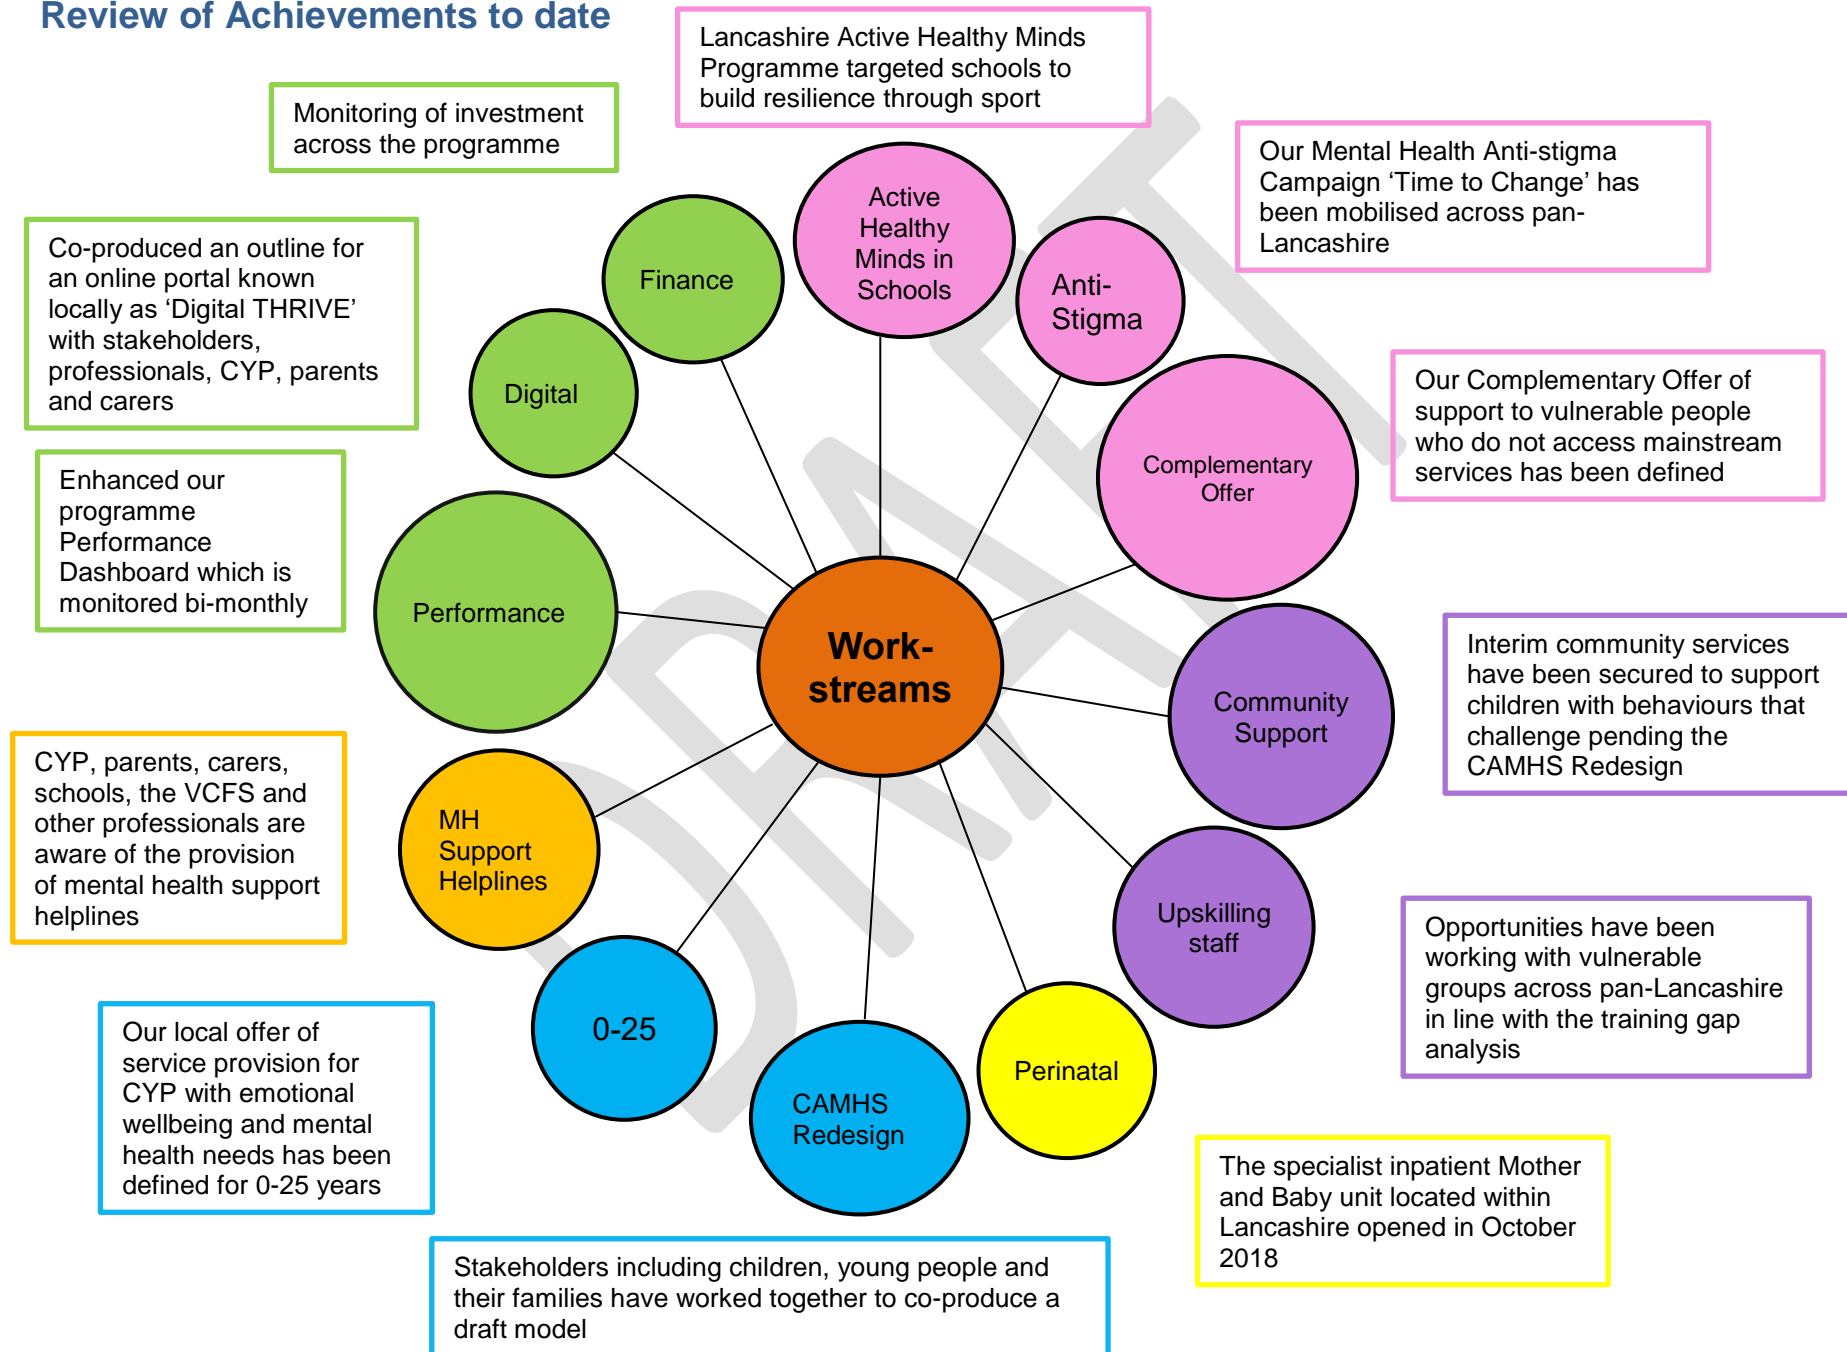 Review of Achievements to date
Lancashire Active Healthy Minds
Programme targeted schools to
build resilience through sport
Monitoring of investment
across the programme
Our Mental Health Anti-stigma
Campaign ‘Time to Change’ has
been mobilised across pan-
Lancashire
Co-produced an outline for
an online portal known
locally as ‘Digital THRIVE’
with stakeholders,
professionals, CYP, parents
and carers
Our Complementary Offer of
support to vulnerable people
who do not access mainstream
services has been defined
Enhanced our
programme
Performance
Dashboard which is
monitored bi-monthly
Interim community services
have been secured to support
children with behaviours that
challenge pending the
CAMHS Redesign
CYP, parents, carers,
schools, the VCFS and
other professionals are
aware of the provision
of mental health support
helplines
Opportunities have been
working with vulnerable
groups across pan-Lancashire
in line with the training gap
analysis
Our local offer of
service provision for
CYP with emotional
wellbeing and mental
health needs has been
defined for 0-25 years
The specialist inpatient Mother
and Baby unit located within
Lancashire opened in October
2018
Stakeholders including children, young people and
their families have worked together to co-produce a
draft model
Active
Healthy
Minds in
Schools
Anti-
Stigma
Complementary
Offer
Community
Support
Upskilling
staff
Perinatal
CAMHS
Redesign
0-25
MH
Support
Helplines
Performance
Digital
Finance
Work-
streams
DRAFT